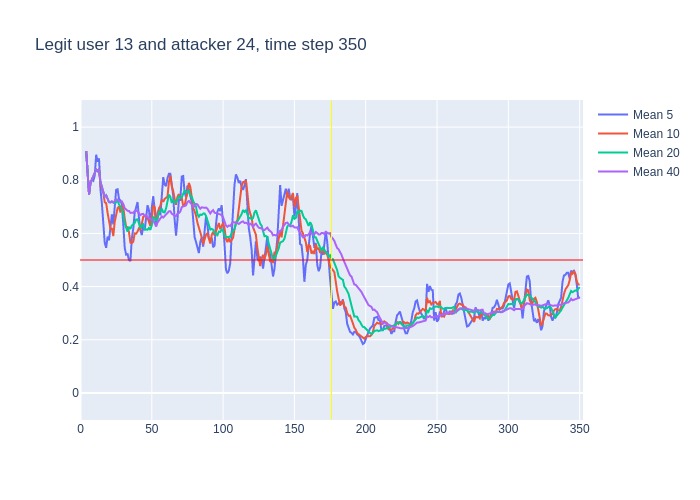 Legit user 13 and attacker 24, time step 350
Mean 5
Mean 10
Mean 20
Mean 40
1
0.8
0.6
0.4
0.2
0
0 50 100 150 200 250 300 350